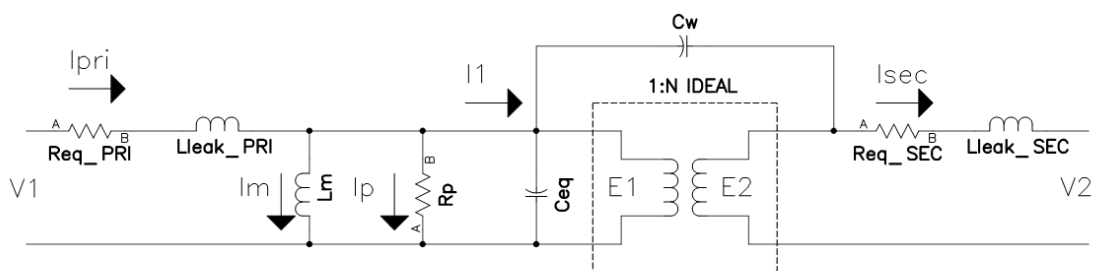 Cw
Ipri
I1
1:N IDEAL
Isec
A
B
Req_PRI
Lleak_PRI
A
B
Req_SEC
Lleak_SEC
V1
Im
Lm
Ip
B
Rp
A
Ceq
E1
E2
V2